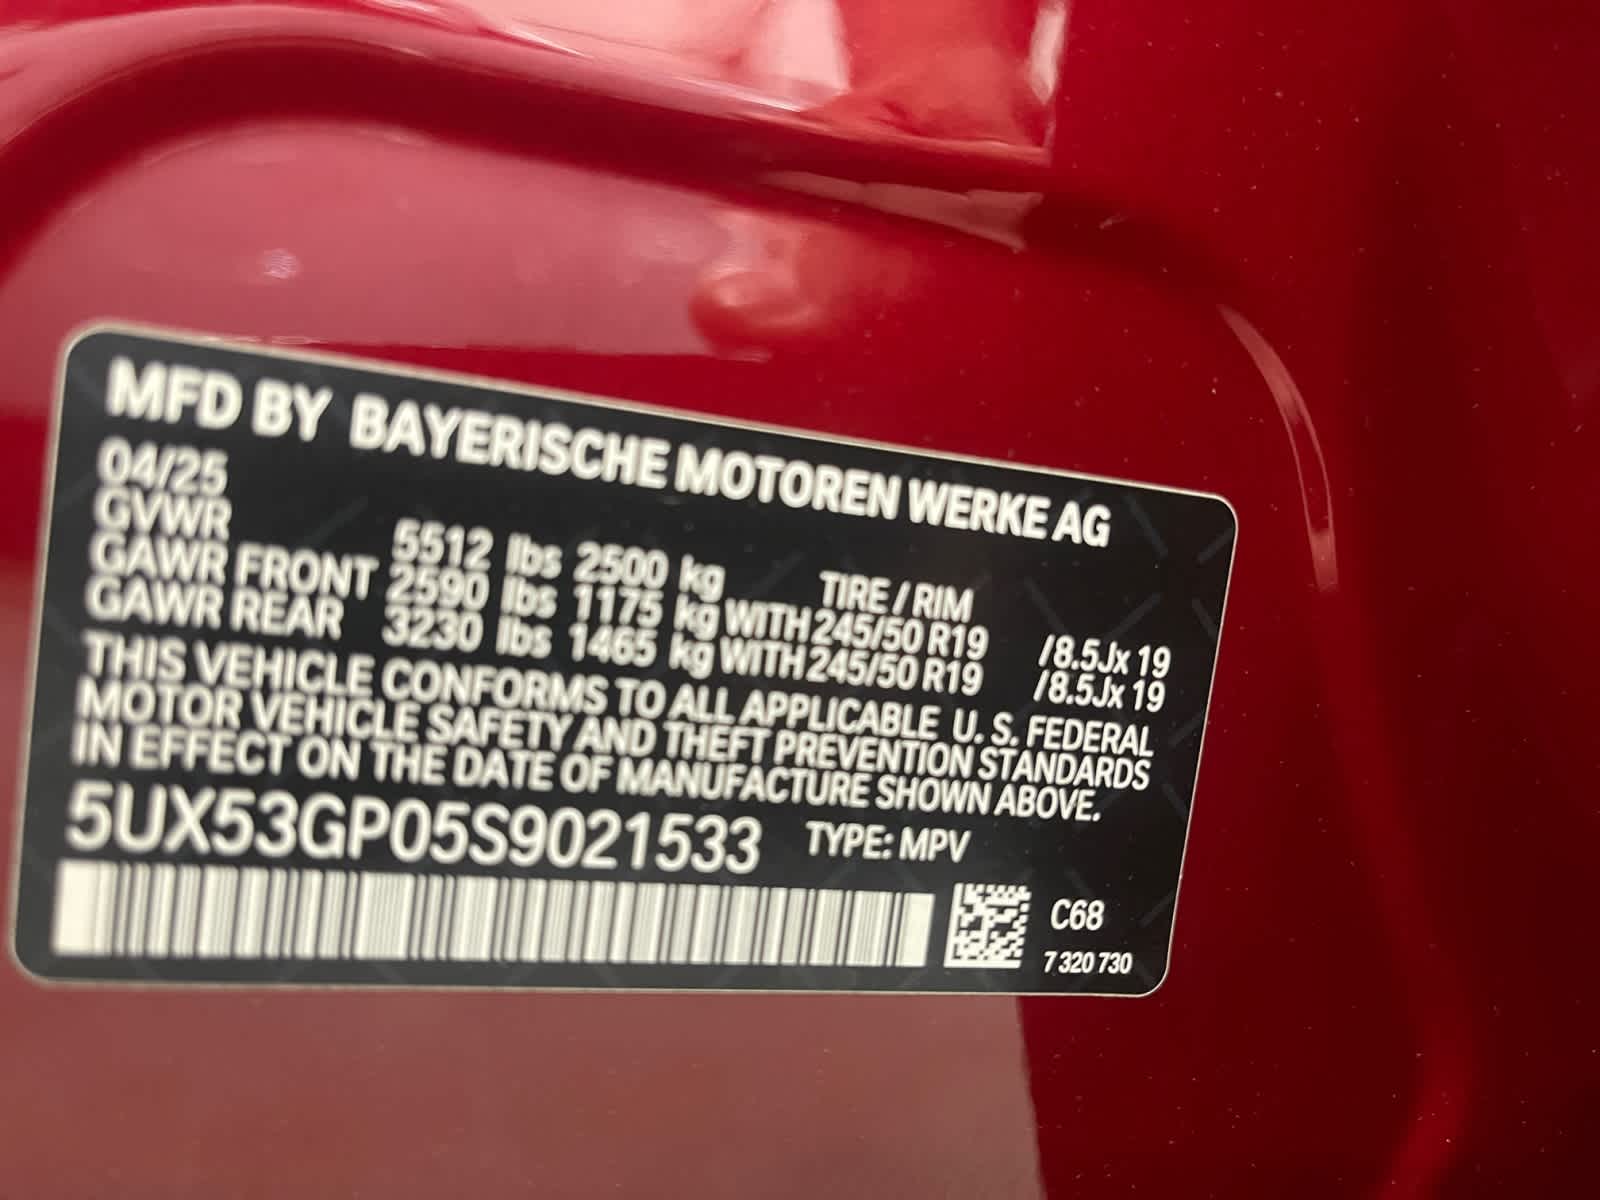 MFD BY BAYERISCHE MOTOREN WERKE AG
04/25
GVWR 5512 lbs 2500 kg TIRE / RIM
GAWR FRONT 2590 lbs 1175 kg WITH 245/50 R19 /8.5Jx 19
GAWR REAR 3230 lbs 1465 kg WITH 245/50 R19 /8.5Jx 19
THIS VEHICLE CONFORMS TO ALL APPLICABLE U. S. FEDERAL
MOTOR VEHICLE SAFETY AND THEFT PREVENTION STANDARDS
IN EFFECT ON THE DATE OF MANUFACTURE SHOWN ABOVE.
5UX53GP05S9021533 TYPE: MPV
C68
7 320 730